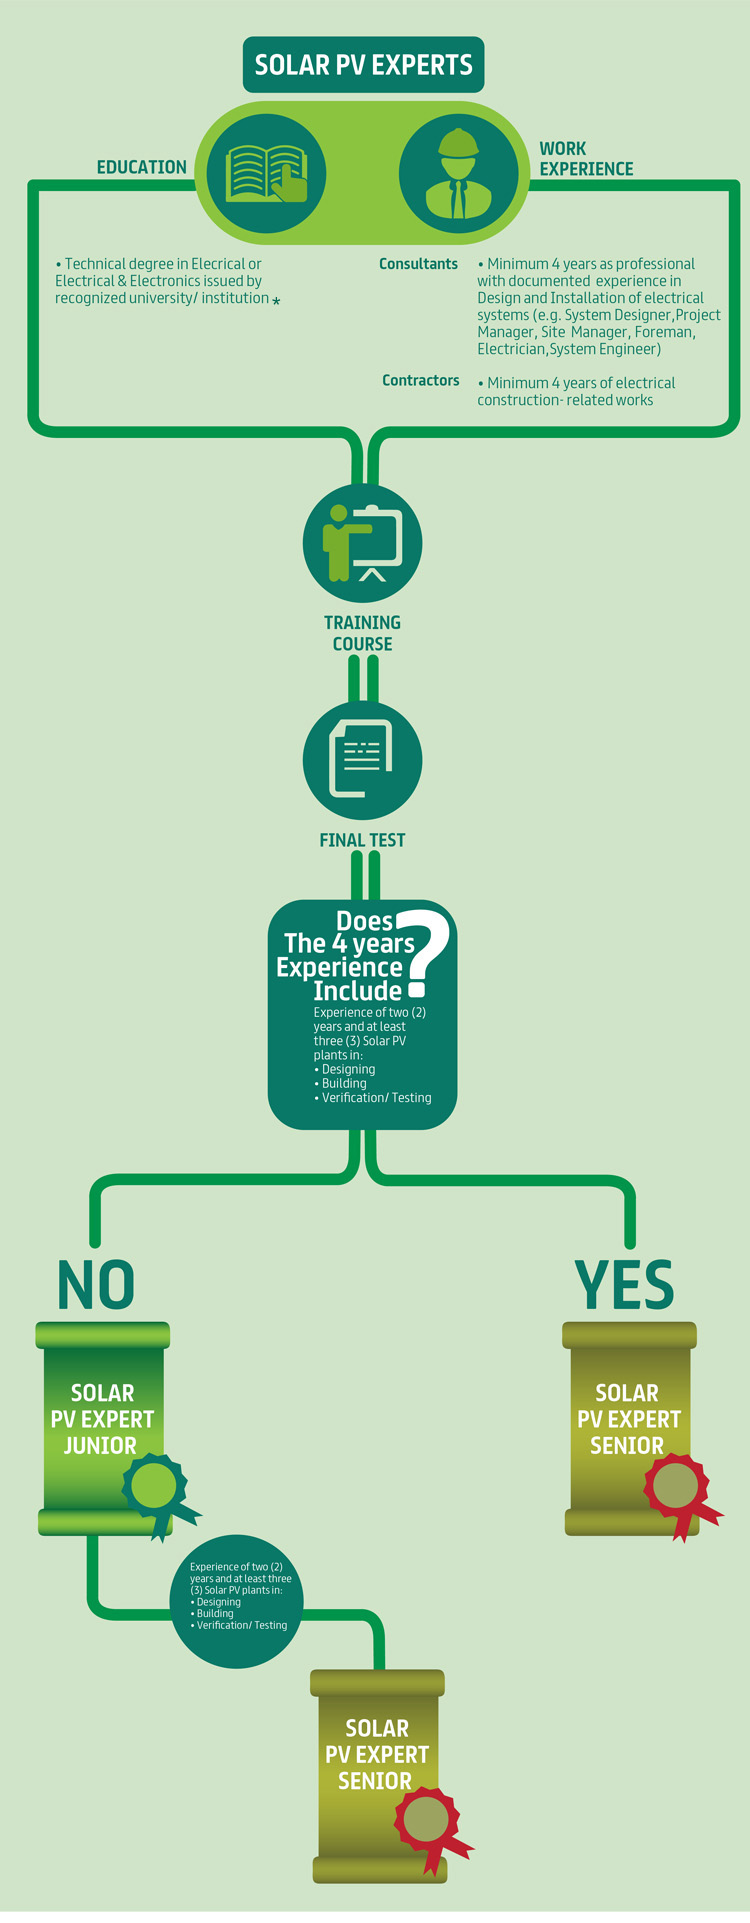 SOLAR PV EXPERTS
EDUCATION
WORK
EXPERIENCE
• Technical degree in Elecrical or
Electrical & Electronics issued by
recognized university/ institution *
Consultants
• Minimum 4 years as professional
with documented experience in
Design and Installation of electrical
systems (e.g. System Designer,Project
Manager, Site Manager, Foreman,
Electrician,System Engineer)
Contractors
• Minimum 4 years of electrical
construction- related works
TRAINING
COURSE
FINAL TEST
Does
The 4 years
Experience
Include ?
Experience of two (2)
years and at least
three (3) Solar PV
plants in:
• Designing
• Building
• Verification/ Testing
NO
YES
SOLAR
PV EXPERT
JUNIOR
SOLAR
PV EXPERT
SENIOR
Experience of two (2)
years and at least three
(3) Solar PV plants in:
• Designing
• Building
• Verification/ Testing
SOLAR
PV EXPERT
SENIOR